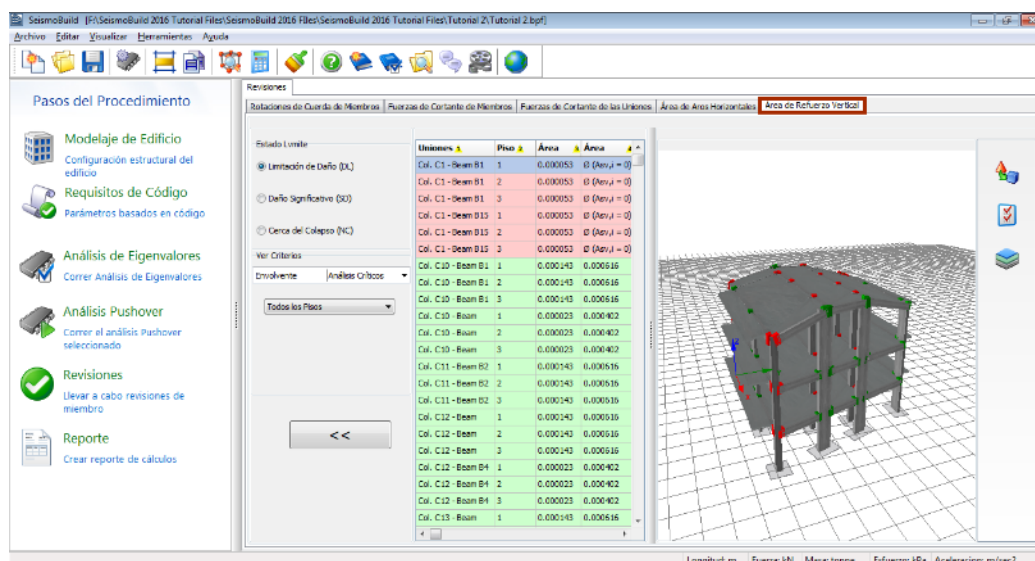 SeismoBuild [F:\SeismoBuild 2016 Tutorial Files\SeismoBuild 2016 Files\SeismoBuild 2016 Tutorial Files\Tutorial 2\Tutorial 2.bpf]
Archivo Editar Visualizar Herramientas Ayuda
Pasos del Procedimiento
Modelaje de Edificio
Configuración estructural del
edificio
Requisitos de Código
Parámetros basados en código
Análisis de Eigenvalores
Correr Análisis de Eigenvalores
Análisis Pushover
Correr el análisis Pushover
seleccionado
Revisiones
Llevar a cabo revisiones de
miembro
Reporte
Crear reporte de cálculos
Revisiones
Rotaciones de Cuerda de Miembros Fuerzas de Cortante de Miembros Fuerzas de Cortante de las Uniones Área de Aros Horizontales Área de Refuerzo Vertical
Estado Lvmite
Limitación de Daño (DL)
Daño Significativo (SD)
Cerca del Colapso (NC)
Ver Criterios
Envolvente Análisis Críticos
Todos los Pisos
<<
Uniones 1 Piso 2 Área 3 Área 4
Col. C1 - Beam B1 1 0.000053 Ø (Asv,i = 0)
Col. C1 - Beam B1 2 0.000053 Ø (Asv,i = 0)
Col. C1 - Beam B1 3 0.000053 Ø (Asv,i = 0)
Col. C1 - Beam B15 1 0.000053 Ø (Asv,i = 0)
Col. C1 - Beam B15 2 0.000053 Ø (Asv,i = 0)
Col. C1 - Beam B15 3 0.000053 Ø (Asv,i = 0)
Col. C10 - Beam B1 1 0.000143 0.000616
Col. C10 - Beam B1 2 0.000143 0.000616
Col. C10 - Beam B1 3 0.000143 0.000616
Col. C10 - Beam 1 0.000023 0.000402
Col. C10 - Beam 2 0.000023 0.000402
Col. C10 - Beam 3 0.000023 0.000402
Col. C11 - Beam B2 1 0.000143 0.000616
Col. C11 - Beam B2 2 0.000143 0.000616
Col. C11 - Beam B2 3 0.000143 0.000616
Col. C12 - Beam 1 0.000143 0.000616
Col. C12 - Beam 2 0.000143 0.000616
Col. C12 - Beam 3 0.000143 0.000616
Col. C12 - Beam B4 1 0.000023 0.000402
Col. C12 - Beam B4 2 0.000023 0.000402
Col. C12 - Beam B4 3 0.000023 0.000402
Col. C13 - Beam 1 0.000143 0.000616
Longitud: m Fuerza: kN Masa: tonne Esfuerzo: kPa Aceleracion: m/sec2